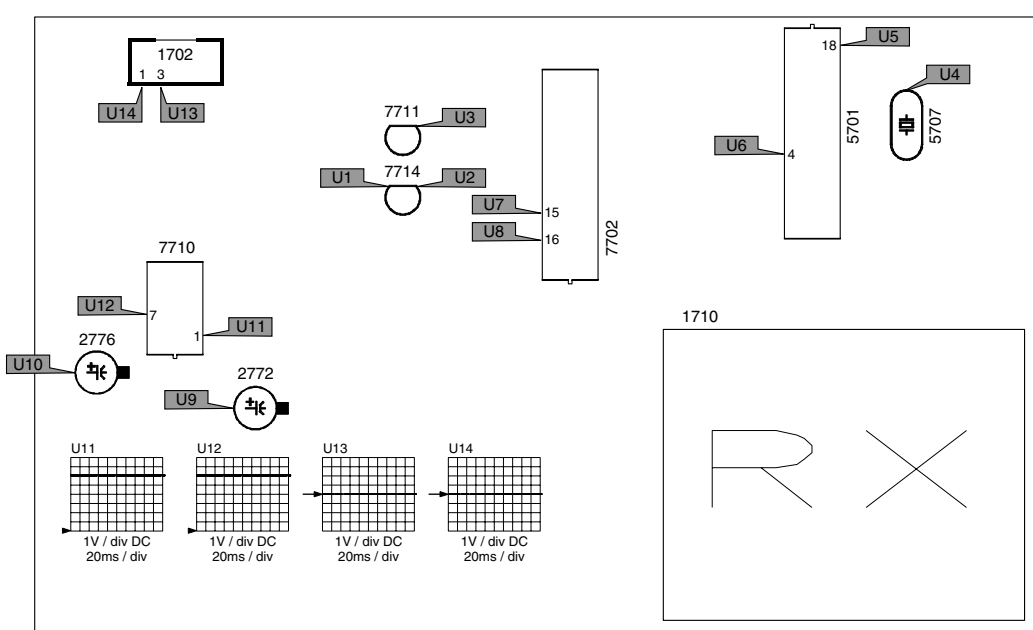 1702
1 3
U14 U13
7711
U3
7714
U1 U2
U7
15
U8
16
7702
18
U5
5701
U4
5707
U6
4
7710
U12
7
1
U11
2776
U10
2772
U9
1710
R X
U11 U12 U13 U14
1V / div DC 1V / div DC 1V / div DC 1V / div DC
20ms / div 20ms / div 20ms / div 20ms / div